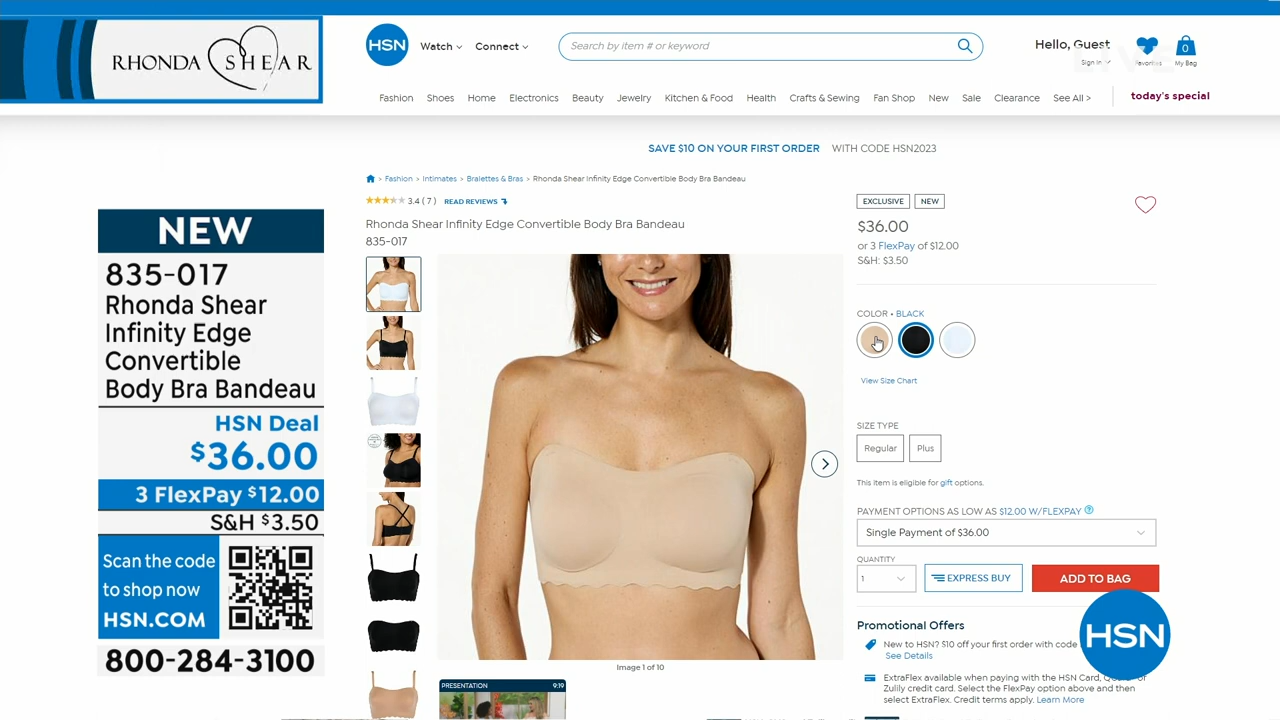 RHONDA SHEAR
HSN
Watch
Connect
Search by item # or keyword
Hello, Guest
Sign In
Favorites
0
My Bag
Fashion
Shoes
Home
Electronics
Beauty
Jewelry
Kitchen & Food
Health
Crafts & Sewing
Fan Shop
New
Sale
Clearance
See All >
today's special
SAVE $10 ON YOUR FIRST ORDER WITH CODE HSN2023
> Fashion > Intimates > Bralettes & Bras > Rhonda Shear Infinity Edge Convertible Body Bra Bandeau
3.4 ( 7 ) READ REVIEWS
Rhonda Shear Infinity Edge Convertible Body Bra Bandeau
835-017
NEW
835-017
Rhonda Shear
Infinity Edge
Convertible
Body Bra Bandeau
HSN Deal
$36.00
3 FlexPay $12.00
S&H $3.50
Scan the code
to shop now
HSN.COM
800-284-3100
Image 1 of 10
PRESENTATION 9:19
EXCLUSIVE
NEW
$36.00
or 3 FlexPay of $12.00
S&H: $3.50
COLOR • BLACK
View Size Chart
SIZE TYPE
Regular
Plus
This item is eligible for gift options.
PAYMENT OPTIONS AS LOW AS $12.00 W/FLEXPAY
Single Payment of $36.00
QUANTITY
1
EXPRESS BUY
ADD TO BAG
Promotional Offers
New to HSN? $10 off your first order with code
See Details
HSN
ExtraFlex available when paying with the HSN Card, or
Zulily credit card. Select the FlexPay option above and then
select ExtraFlex. Credit terms apply. Learn More